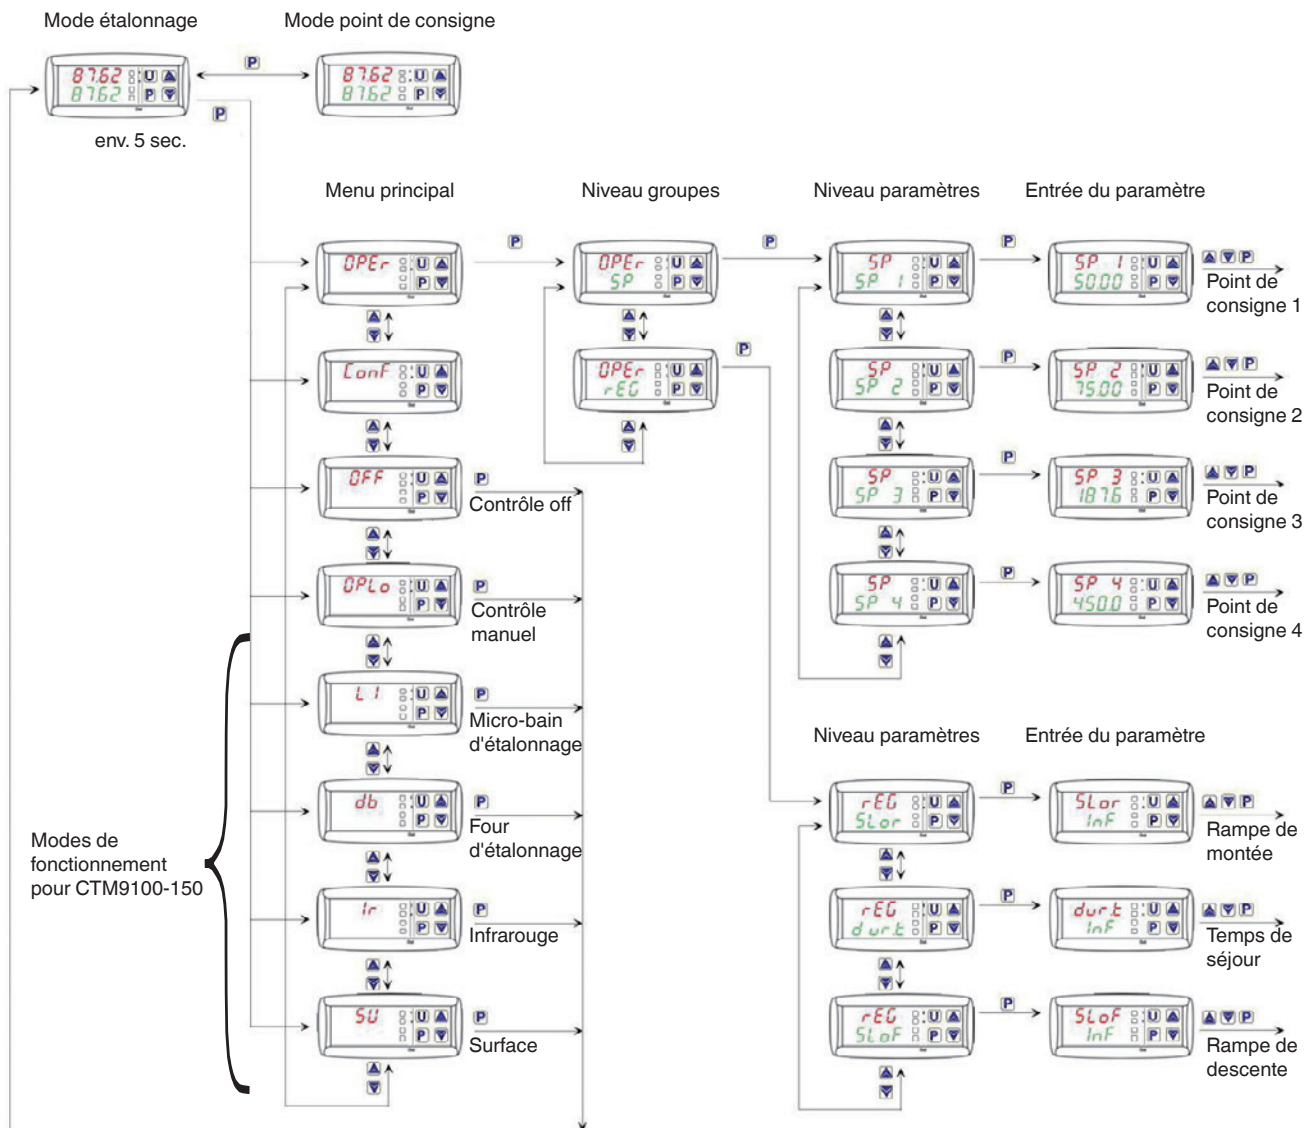 Mode étalonnage
Mode point de consigne
87.62
87.62
U
P
P
87.62
87.62
U
P
P
env. 5 sec.
Menu principal
Niveau groupes
Niveau paramètres
Entrée du paramètre
OPEr
U
P
P
OPEr
SP
U
P
P
SP
SP 1
U
P
P
SP 1
50.00
U
P
P
Point de
consigne 1
ConF
U
P
OPEr
rEG
U
P
P
SP
SP 2
U
P
P
SP 2
75.00
U
P
P
Point de
consigne 2
OFF
U
P
P
Contrôle off
SP
SP 3
U
P
P
SP 3
187.6
U
P
P
Point de
consigne 3
OPLo
U
P
P
Contrôle
manuel
SP
SP 4
U
P
P
SP 4
450.0
U
P
P
Point de
consigne 4
L 1
U
P
P
Micro-bain
d'étalonnage
Niveau paramètres
Entrée du paramètre
db
U
P
P
Four
d'étalonnage
rEG
SLor
U
P
P
SLor
InF
U
P
P
Rampe de
montée
Modes de
fonctionnement
pour CTM9100-150
Ir
U
P
P
Infrarouge
rEG
dur.t
U
P
P
dur.t
InF
U
P
P
Temps de
séjour
SU
U
P
P
Surface
rEG
SLoF
U
P
P
SLoF
InF
U
P
P
Rampe de
descente